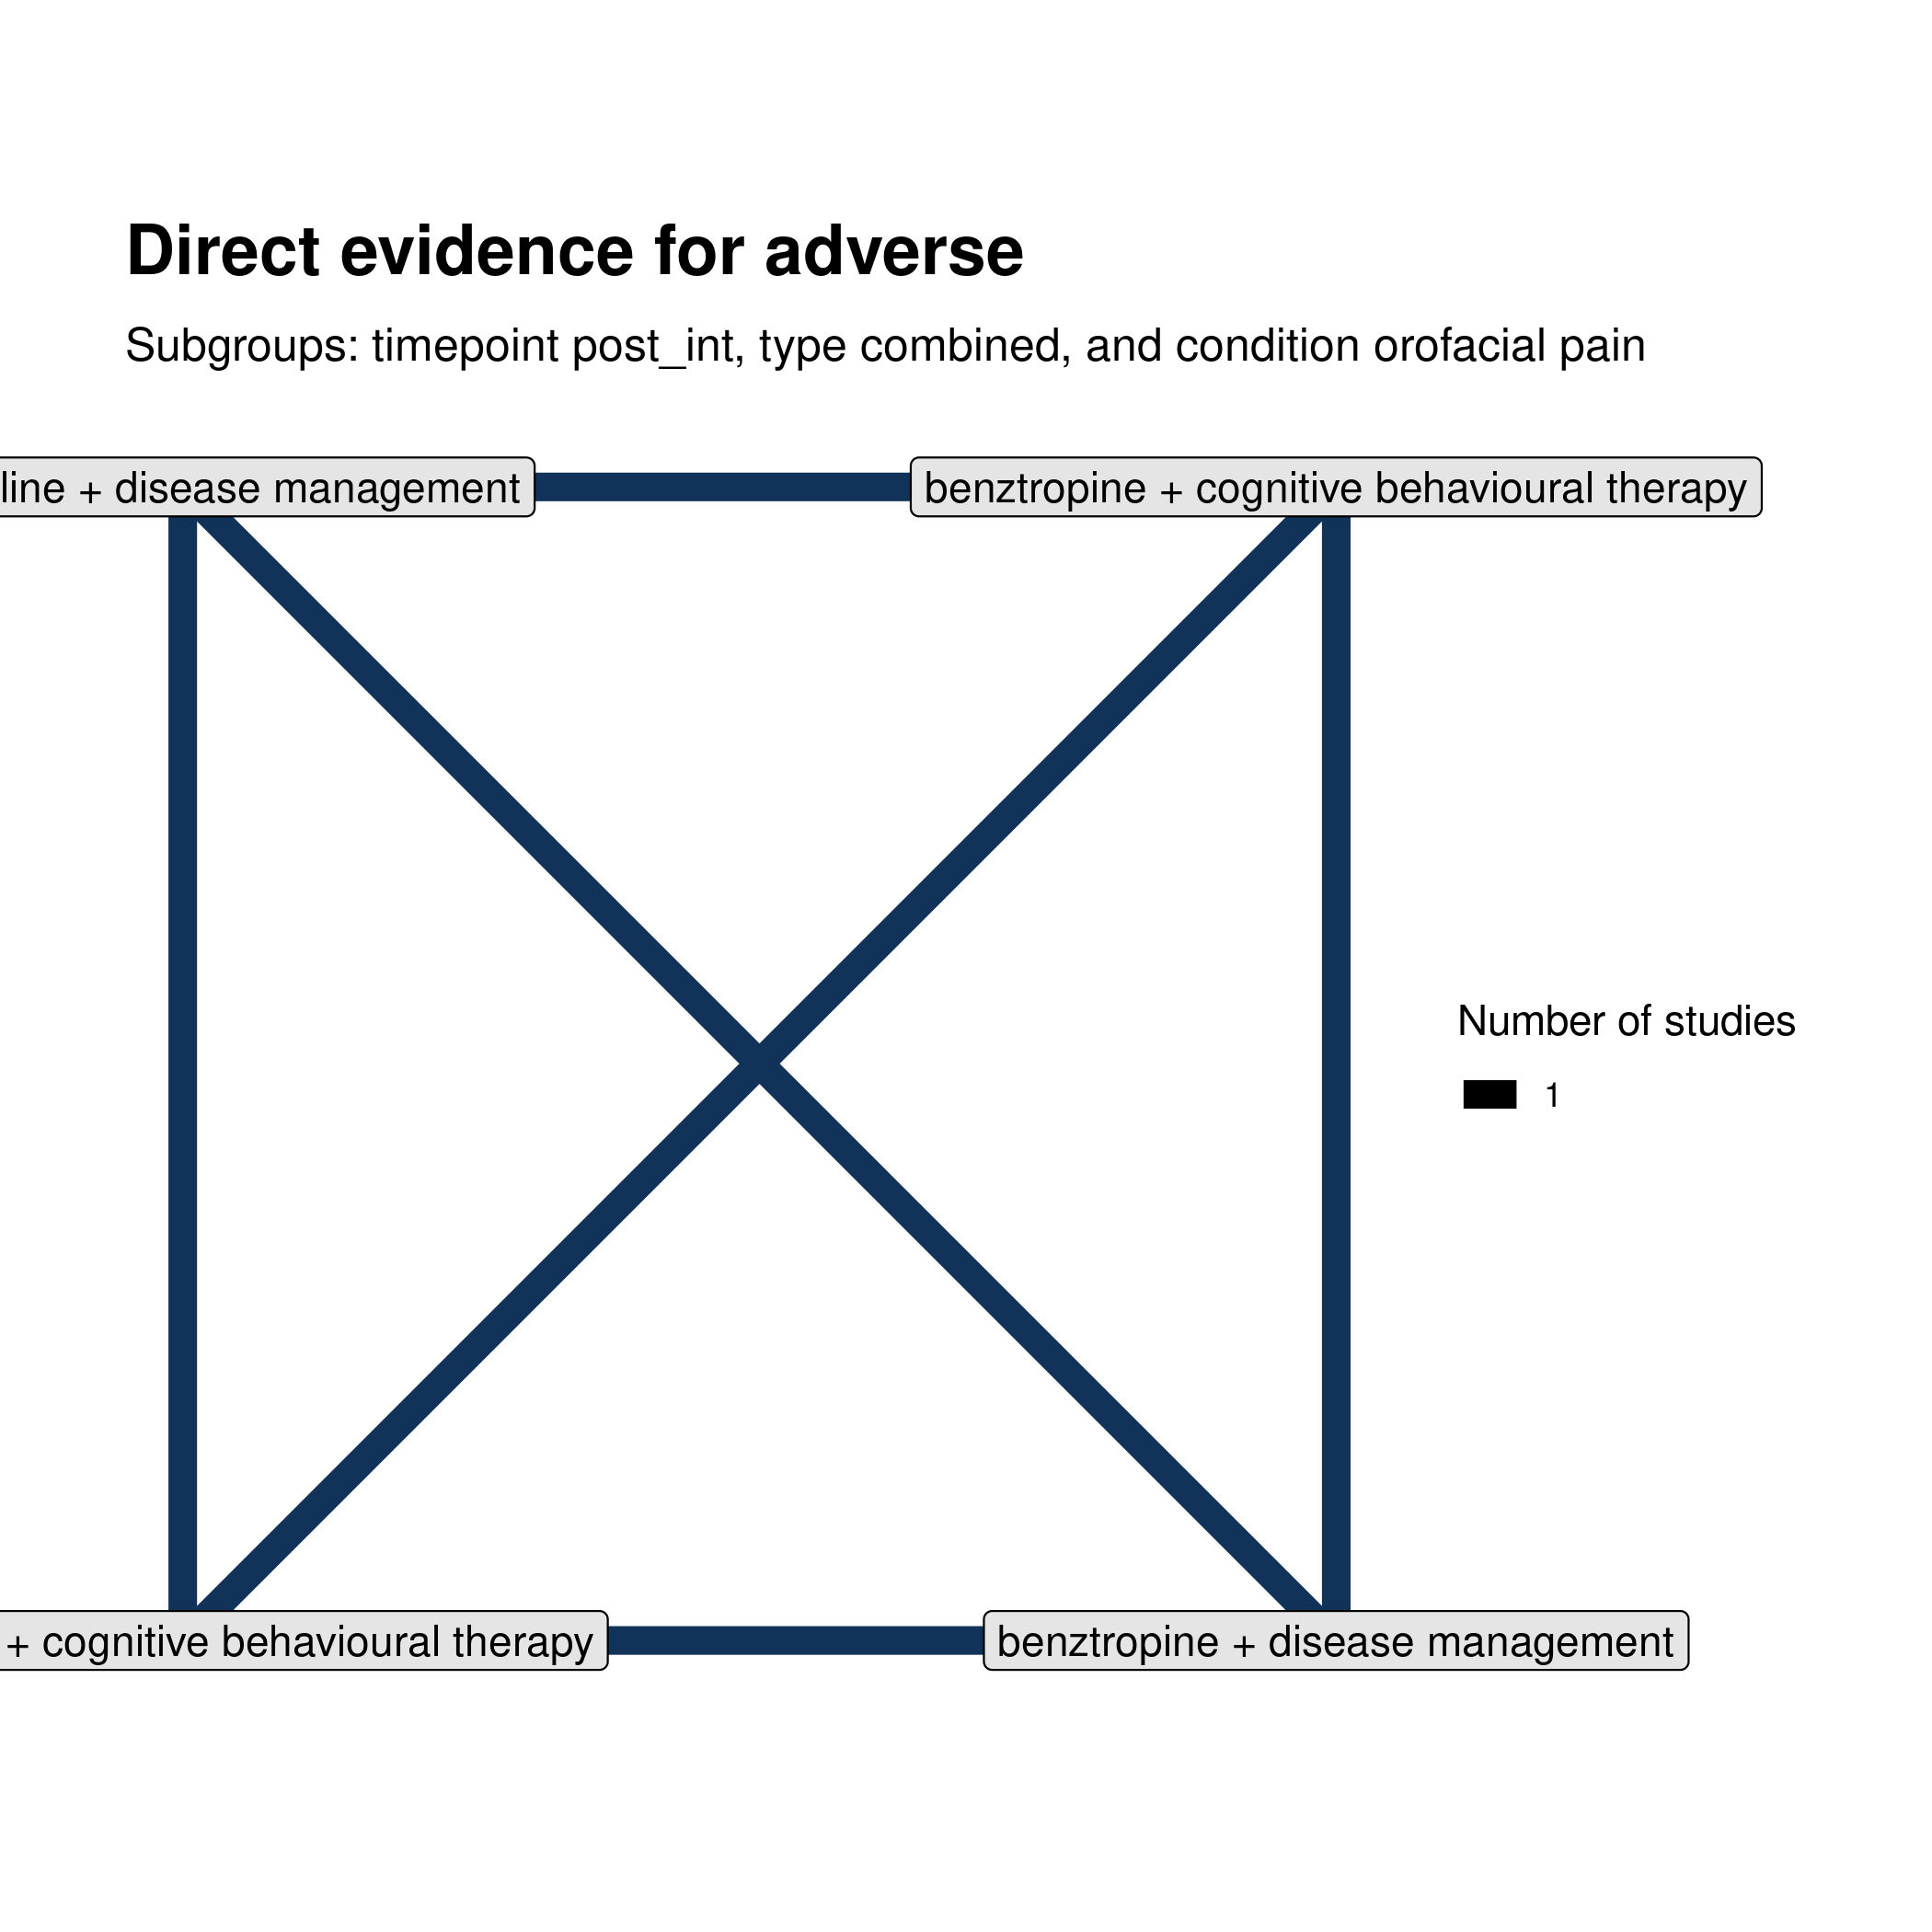 Direct evidence for adverse
Subgroups: timepoint post_int, type combined, and condition orofacial pain
line + disease management
benztropine + cognitive behavioural therapy
Number of studies
1
+ cognitive behavioural therapy
benztropine + disease management